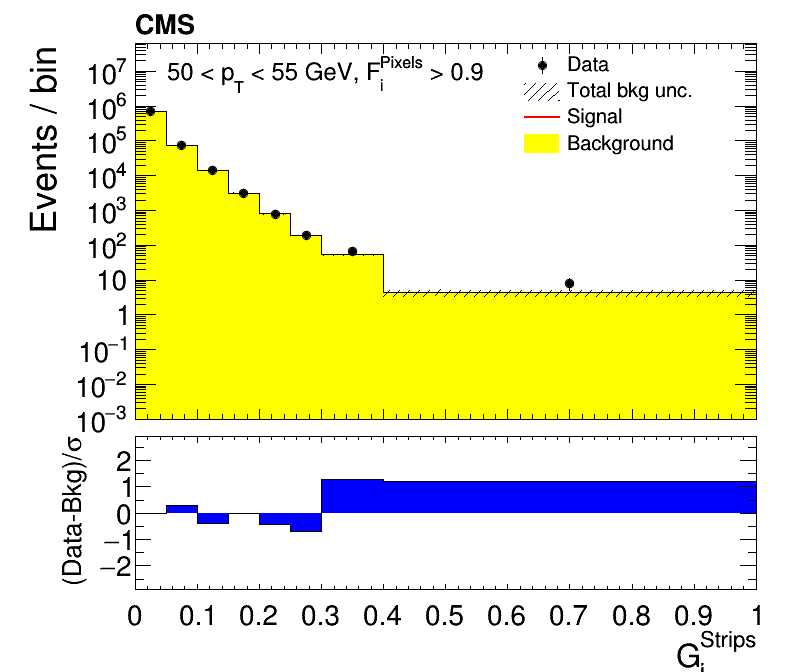 CMS
50 < p_T < 55 GeV, F_i^Pixels > 0.9
Data
Total bkg unc.
Signal
Background
Events / bin
10^7
10^6
10^5
10^4
10^3
10^2
10
1
10^−1
10^−2
10^−3
(Data-Bkg)/σ
2
1
0
−1
−2
0 0.1 0.2 0.3 0.4 0.5 0.6 0.7 0.8 0.9 1
G_i^Strips